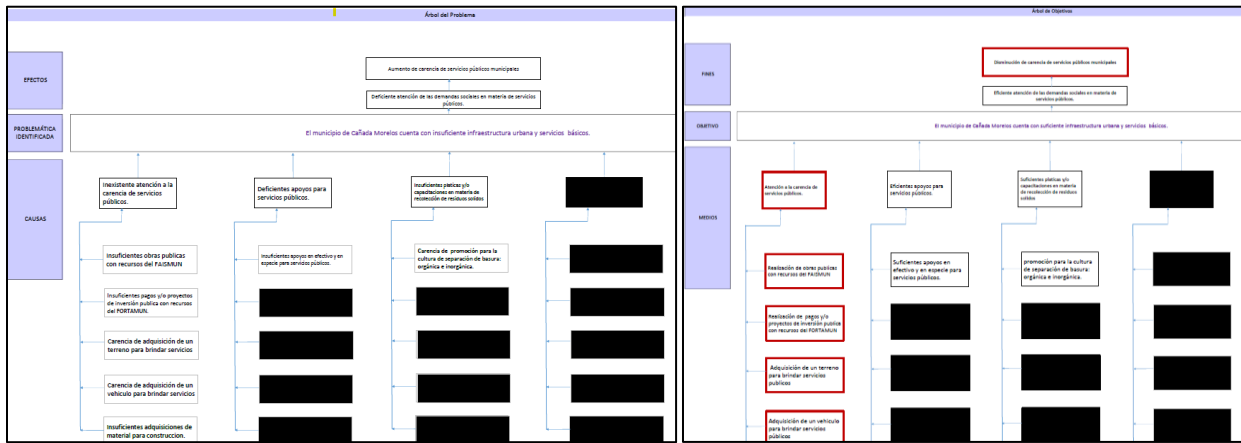 Árbol del Problema
EFECTOS
Aumento de carencia de servicios públicos municipales
Deficiente atención de las demandas sociales en materia de servicios
públicos.
PROBLEMÁTICA
IDENTIFICADA
El municipio de Cañada Morelos cuenta con insuficiente infraestructura urbana y servicios básicos.
CAUSAS
Inexistente atención a la
carencia de servicios
públicos.
Insuficientes obras publicas
con recursos del FAISMUN
Insuficientes pagos y/o proyectos
de inversión publica con recursos
del FORTAMUN.
Carencia de adquisición de un
terreno para brindar servicios
Carencia de adquisición de un
vehiculo para brindar servicios
Insuficientes adquisiciones de
material para construccion.
Deficientes apoyos para
servicios públicos.
Insuficientes apoyos en efectivo y en
especie para servicios públicos.
Insuficientes platicas y/o
capacitaciones en materia de
recolección de residuos solidos
Carencia de promoción para la
cultura de separación de basura:
orgánica e inorgánica.
Árbol de Objetivos
FINES
Disminución de carencia de servicios públicos municipales
Eficiente atención de las demandas sociales en materia de
servicios públicos.
OBJETIVO
El municipio de Cañada Morelos cuenta con suficiente infraestructura urbana y servicios básicos.
MEDIOS
Atención a la carencia de
servicios públicos.
Realización de obras publicas
con recursos del FAISMUN
Realización de pagos y/o
proyectos de inversión publica
con recursos del FORTAMUN
Adquisición de un terreno
para brindar servicios
publicos
Adquisición de un vehiculo
para brindar servicios
públicos
Eficientes apoyos para
servicios públicos.
Suficientes apoyos en
efectivo y en especie para
servicios públicos.
Suficientes platicas y/o
capacitaciones en materia
de recolección de residuos
solidos
promoción para la cultura
de separación de basura:
orgánica e inorgánica.